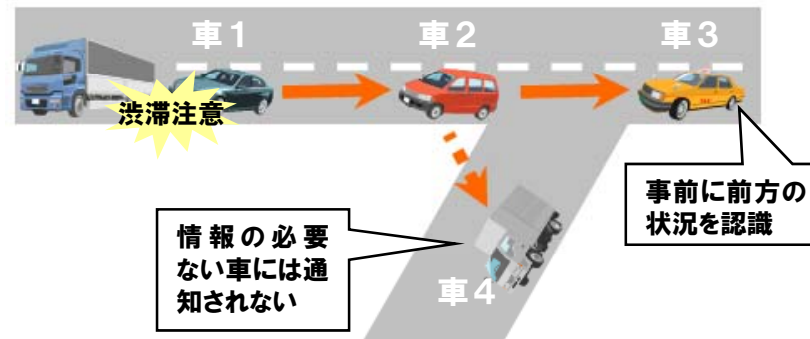 車1
車2
車3
渋滞注意
事前に前方の
状況を認識
情報の必要
ない車には通
知されない
車4